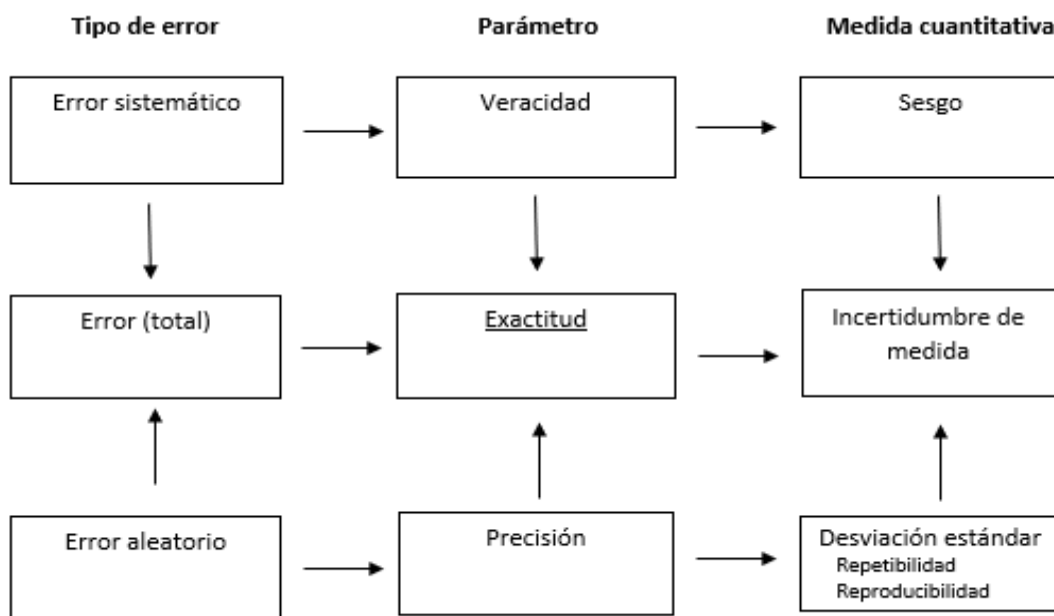 Tipo de error
Parámetro
Medida cuantitativa
Error sistemático
Veracidad
Sesgo
Error (total)
Exactitud
Incertidumbre de
medida
Error aleatorio
Precisión
Desviación estándar
Repetibilidad
Reproducibilidad